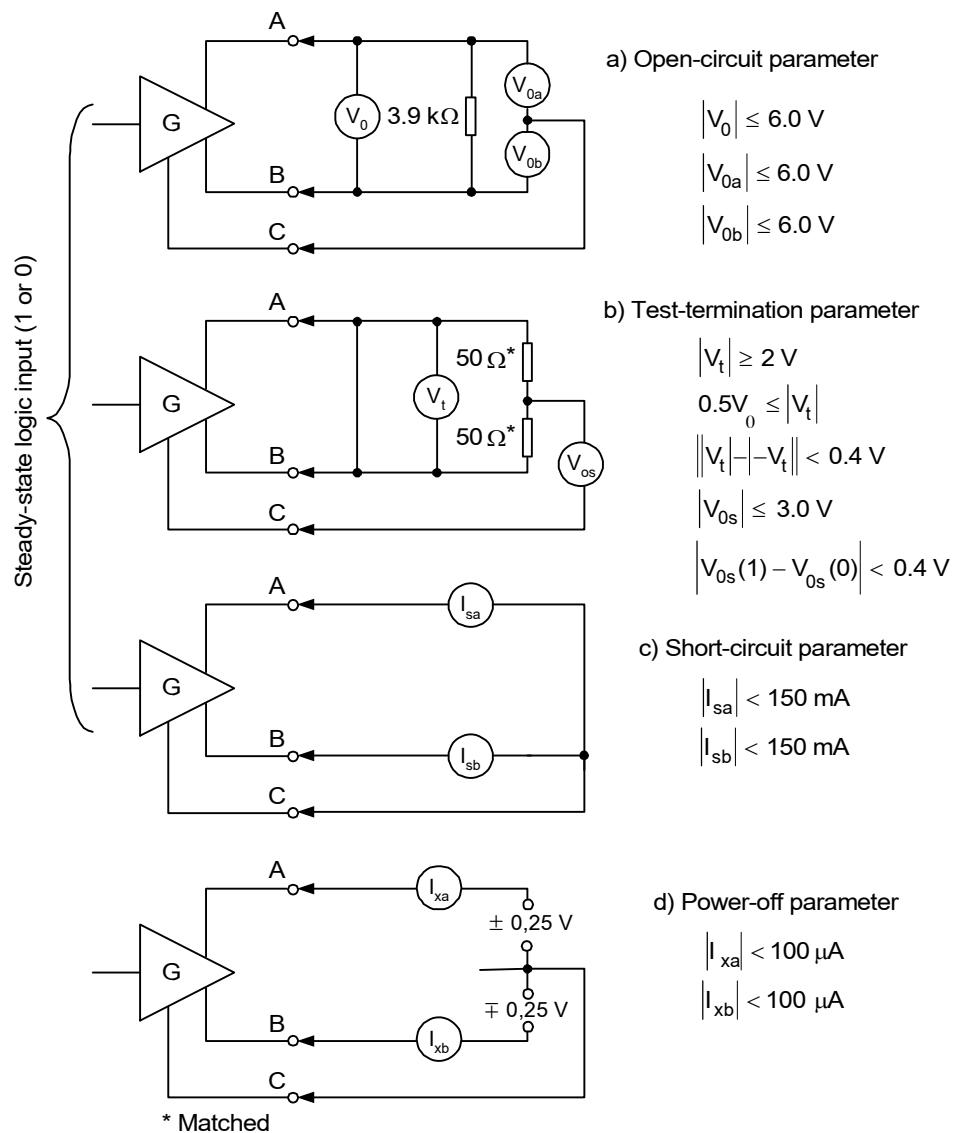 Steady-state logic input (1 or 0)
A
G
V0
3.9 kΩ
V0a
V0b
B
C
a) Open-circuit parameter
|V0| ≤ 6.0 V
|V0a| ≤ 6.0 V
|V0b| ≤ 6.0 V
A
G
50 Ω*
Vt
50 Ω*
B
Vos
C
b) Test-termination parameter
|Vt| ≥ 2 V
0.5V0 ≤ |Vt|
||Vt|−|−Vt|| < 0.4 V
|V0s| ≤ 3.0 V
|V0s(1) − V0s(0)| < 0.4 V
A
Isa
G
B
Isb
C
c) Short-circuit parameter
|Isa| < 150 mA
|Isb| < 150 mA
A
Ixa
± 0,25 V
G
∓ 0,25 V
B
Ixb
C
d) Power-off parameter
|Ixa| < 100 μA
|Ixb| < 100 μA
* Matched